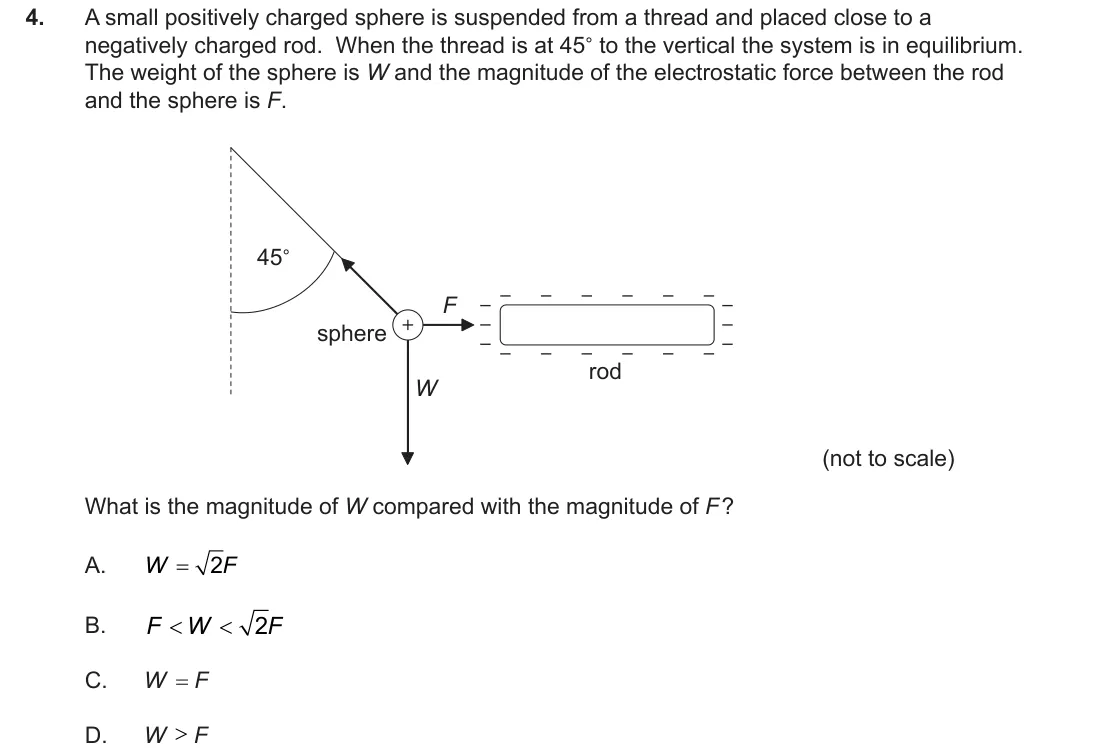 4. A small positively charged sphere is suspended from a thread and placed close to a
negatively charged rod. When the thread is at 45° to the vertical the system is in equilibrium.
The weight of the sphere is W and the magnitude of the electrostatic force between the rod
and the sphere is F.
45°
F
sphere
+
W
rod
(not to scale)
What is the magnitude of W compared with the magnitude of F?
A. W = √2F
B. F < W < √2F
C. W = F
D. W > F